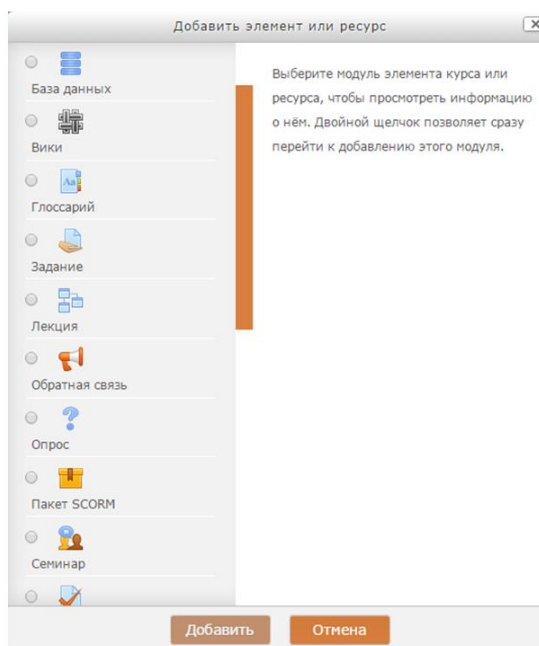 Добавить элемент или ресурс
База данных
Вики
Глоссарий
Задание
Лекция
Обратная связь
Опрос
Пакет SCORM
Семинар
Выберите модуль элемента курса или
ресурса, чтобы просмотреть информацию
о нём. Двойной щелчок позволяет сразу
перейти к добавлению этого модуля.
Добавить
Отмена